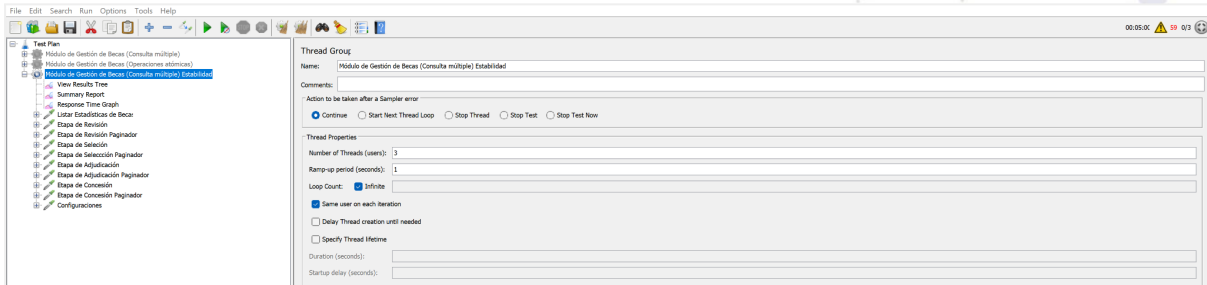 File Edit Search Run Options Tools Help
00:05:0( 59 0/3
Test Plan
Módulo de Gestión de Becas (Consulta múltiple)
Módulo de Gestión de Becas (Operaciones atómicas)
Módulo de Gestión de Becas (Consulta múltiple) Estabilidad
View Results Tree
Summary Report
Response Time Graph
Listar Estadísticas de Becas
Etapa de Revisión
Etapa de Revisión Paginador
Etapa de Seleción
Etapa de Seleccción Paginador
Etapa de Adjudicación
Etapa de Adjudicación Paginador
Etapa de Concesión
Etapa de Concesión Paginador
Configuraciones
Thread Group
Name: Módulo de Gestión de Becas (Consulta múltiple) Estabilidad
Comments:
Action to be taken after a Sampler error
Continue Start Next Thread Loop Stop Thread Stop Test Stop Test Now
Thread Properties
Number of Threads (users): 3
Ramp-up period (seconds): 1
Loop Count: Infinite
Same user on each iteration
Delay Thread creation until needed
Specify Thread lifetime
Duration (seconds):
Startup delay (seconds):